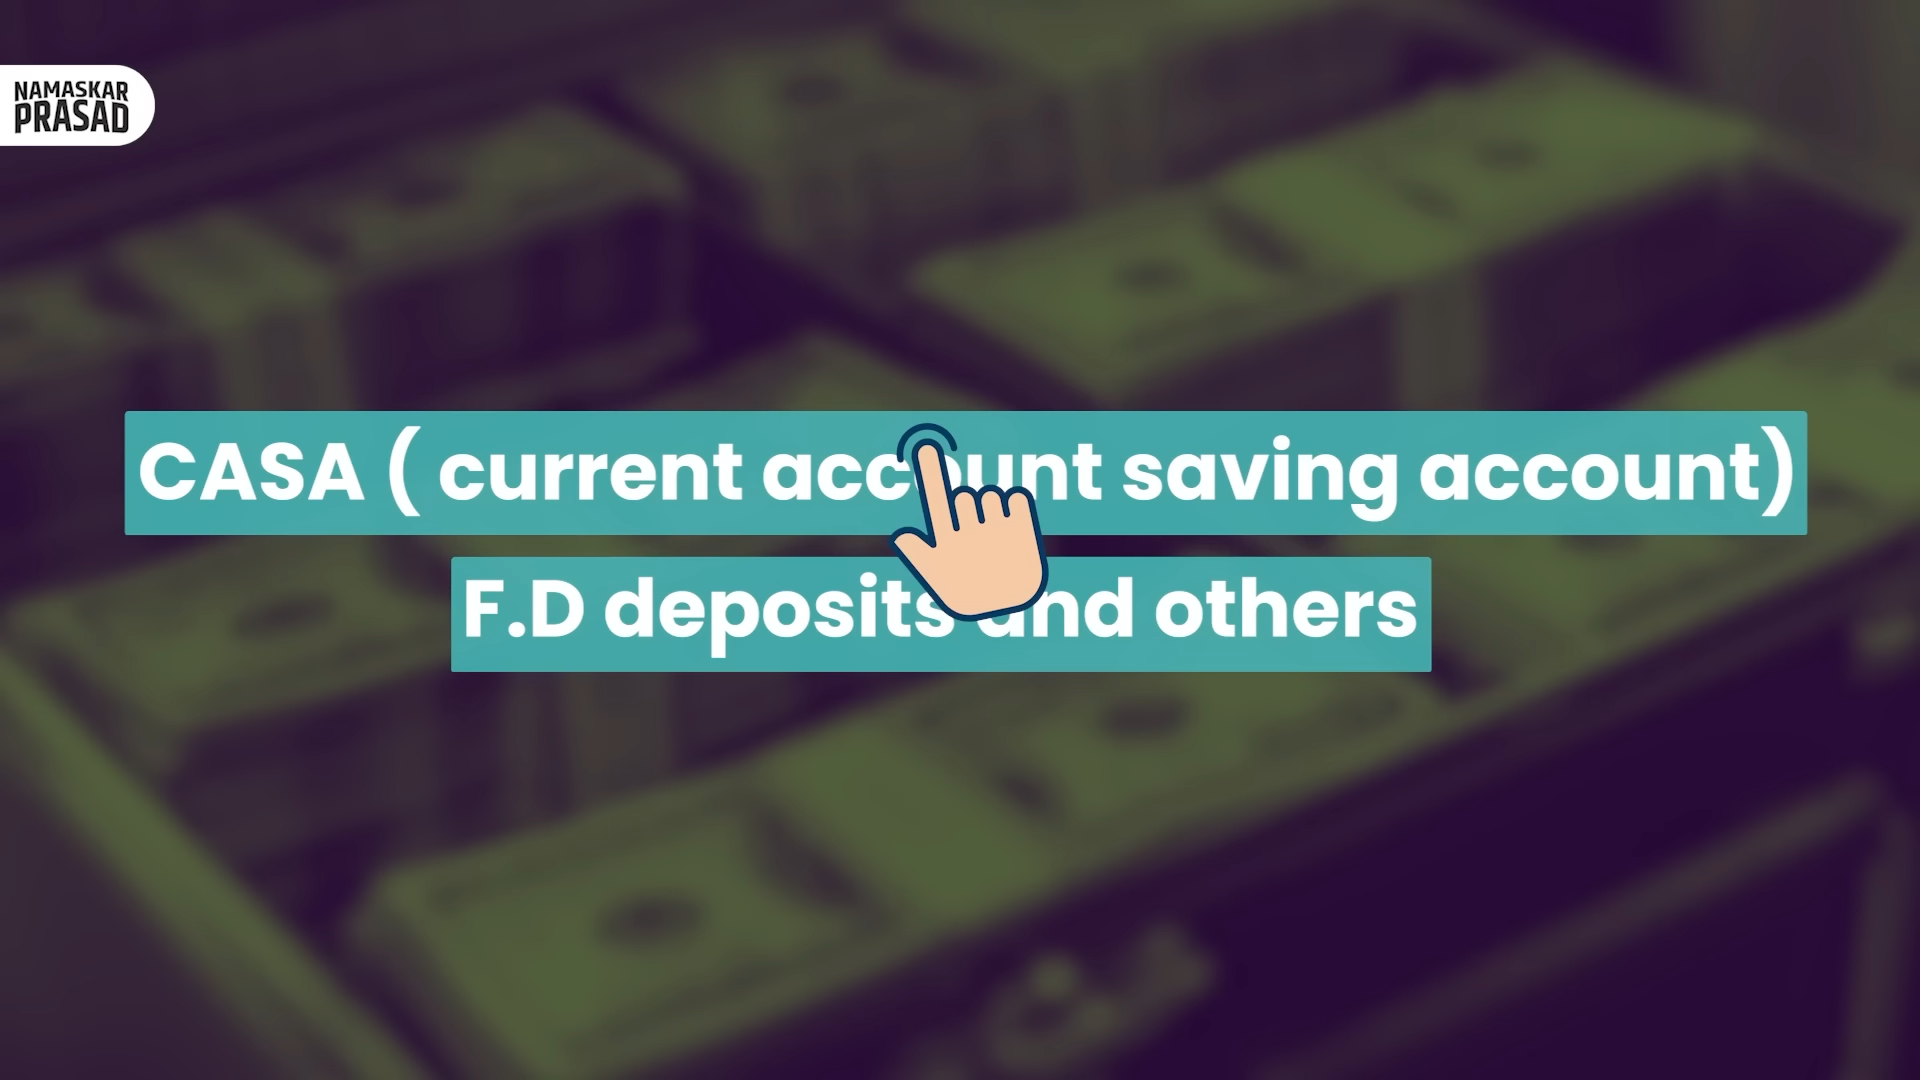 NAMASKAR
PRASAD
CASA ( current account saving account)
F.D deposits and others